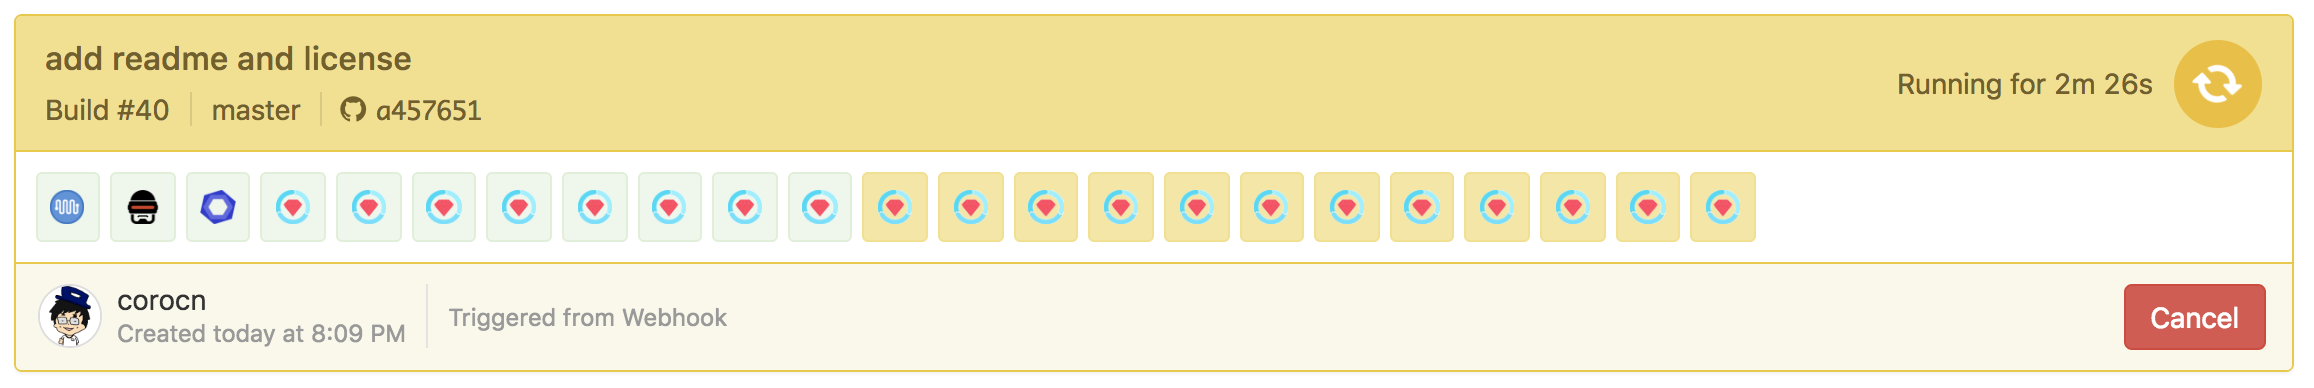 add readme and license
Build #40 master a457651
Running for 2m 26s
corocn
Created today at 8:09 PM
Triggered from Webhook
Cancel